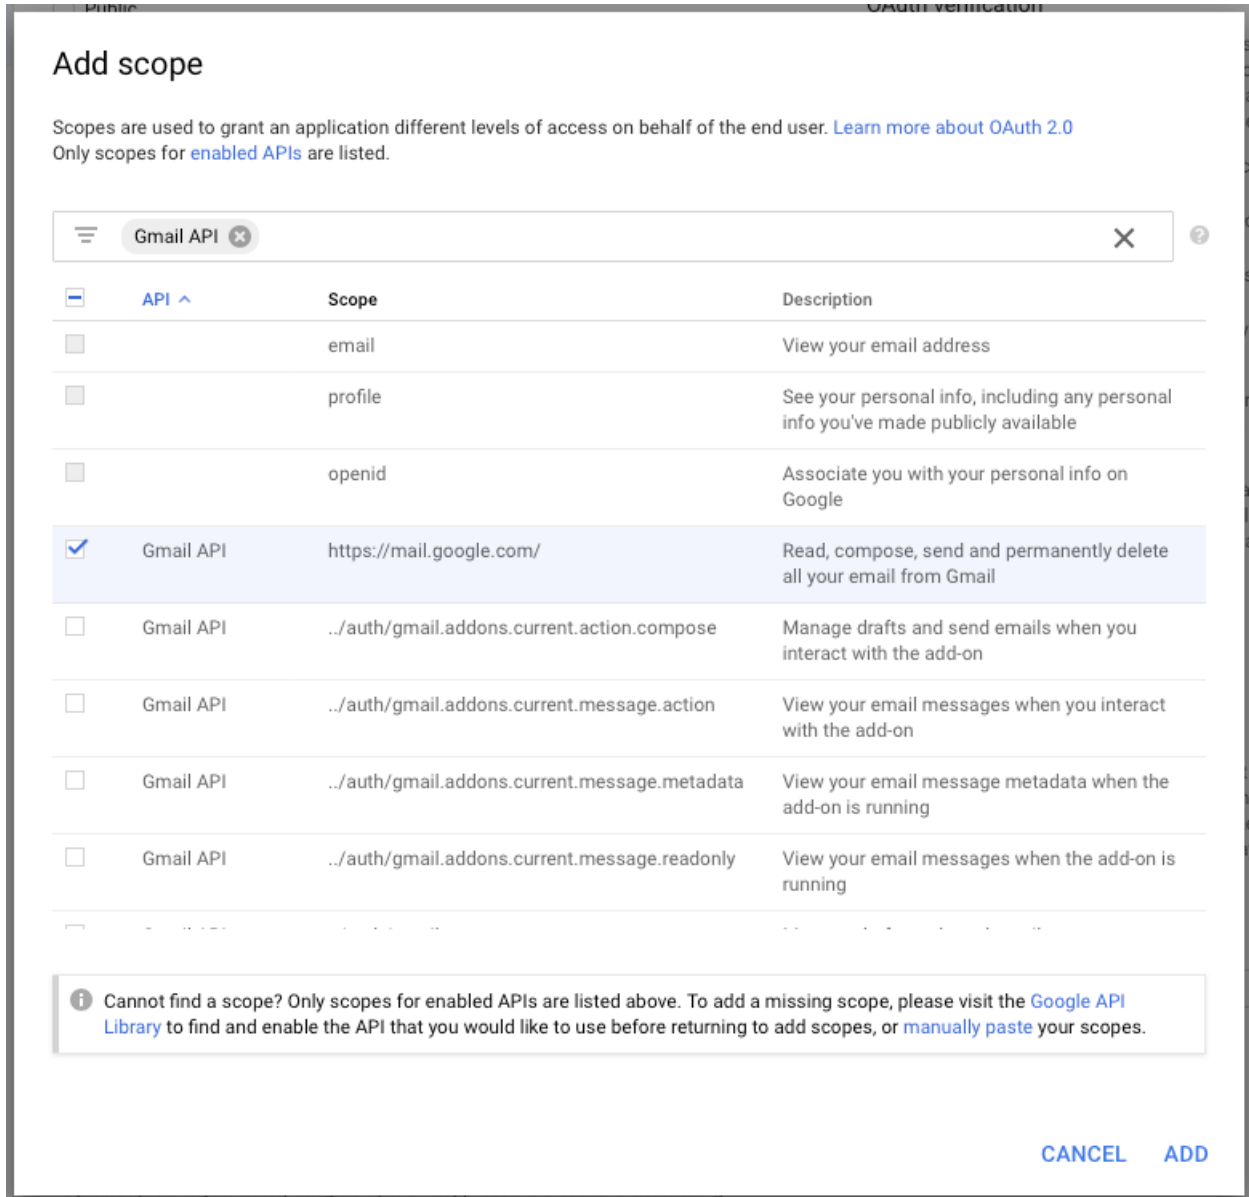 Public
OAuth verification
Add scope
Scopes are used to grant an application different levels of access on behalf of the end user. Learn more about OAuth 2.0
Only scopes for enabled APIs are listed.
Gmail API
API Scope Description
email View your email address
profile See your personal info, including any personal
info you've made publicly available
openid Associate you with your personal info on
Google
Gmail API https://mail.google.com/ Read, compose, send and permanently delete
all your email from Gmail
Gmail API ../auth/gmail.addons.current.action.compose Manage drafts and send emails when you
interact with the add-on
Gmail API ../auth/gmail.addons.current.message.action View your email messages when you interact
with the add-on
Gmail API ../auth/gmail.addons.current.message.metadata View your email message metadata when the
add-on is running
Gmail API ../auth/gmail.addons.current.message.readonly View your email messages when the add-on is
running
Cannot find a scope? Only scopes for enabled APIs are listed above. To add a missing scope, please visit the Google API
Library to find and enable the API that you would like to use before returning to add scopes, or manually paste your scopes.
CANCEL ADD